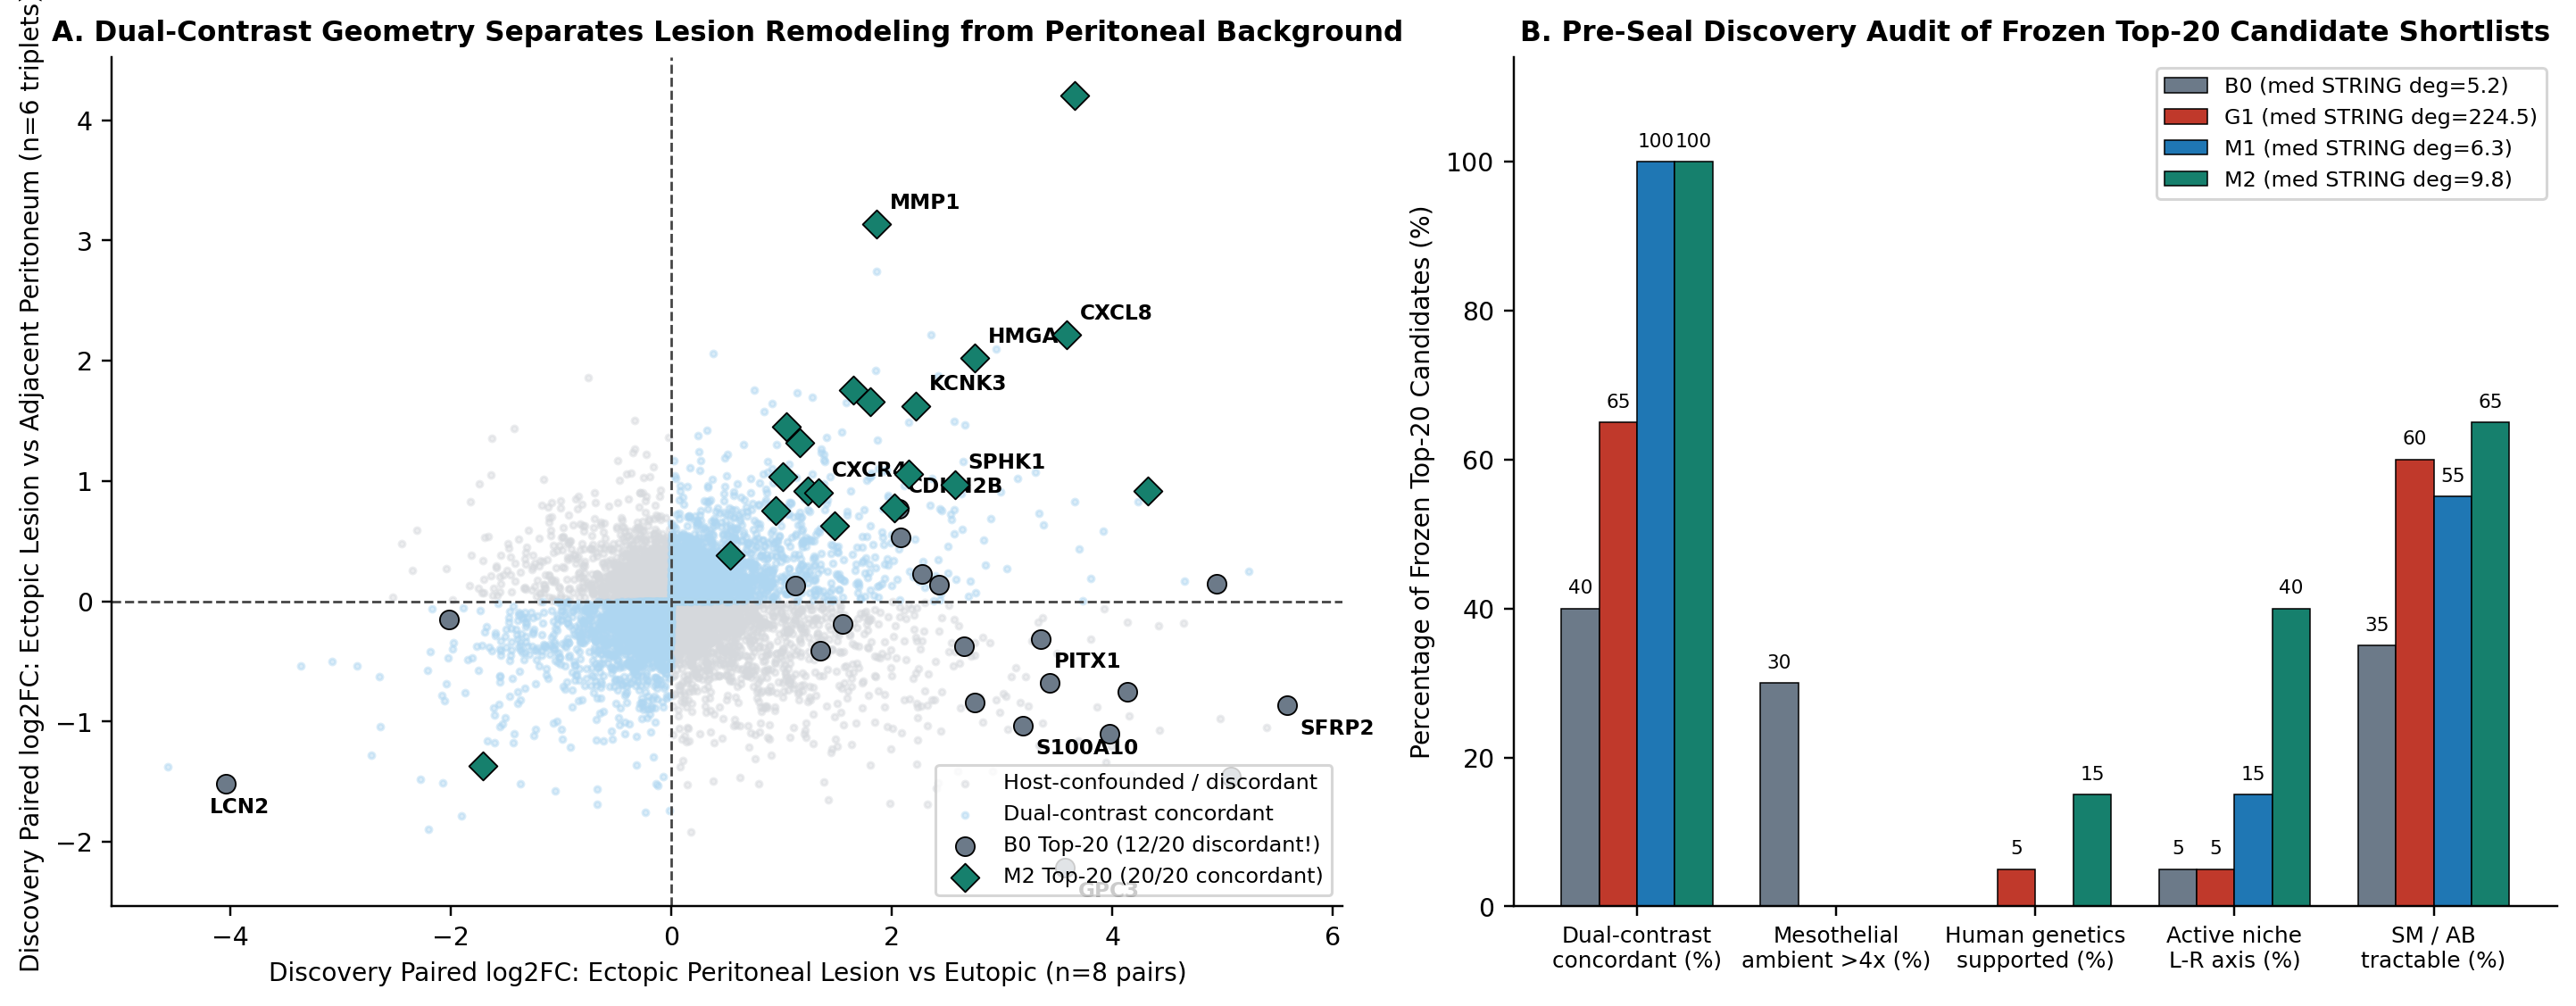 A. Dual-Contrast Geometry Separates Lesion Remodeling from Peritoneal Background
Discovery Paired log2FC: Ectopic Lesion vs Adjacent Peritoneum (n=6 triplets)
4
3
2
1
0
−1
−2
−4
−2
0
2
4
6
Discovery Paired log2FC: Ectopic Peritoneal Lesion vs Eutopic (n=8 pairs)
MMP1
CXCL8
KCNK3
SPHK1
PITX1
SFRP2
S100A10
LCN2
GPC3
Host-confounded / discordant
Dual-contrast concordant
B0 Top-20 (12/20 discordant!)
M2 Top-20 (20/20 concordant)
B. Pre-Seal Discovery Audit of Frozen Top-20 Candidate Shortlists
B0 (med STRING deg=5.2)
G1 (med STRING deg=224.5)
M1 (med STRING deg=6.3)
M2 (med STRING deg=9.8)
Percentage of Frozen Top-20 Candidates (%)
100
80
60
40
20
0
40
65
100
100
30
5
15
5
5
15
40
35
60
55
65
Dual-contrast
concordant (%)
Mesothelial
ambient >4x (%)
Human genetics
supported (%)
Active niche
L-R axis (%)
SM / AB
tractable (%)